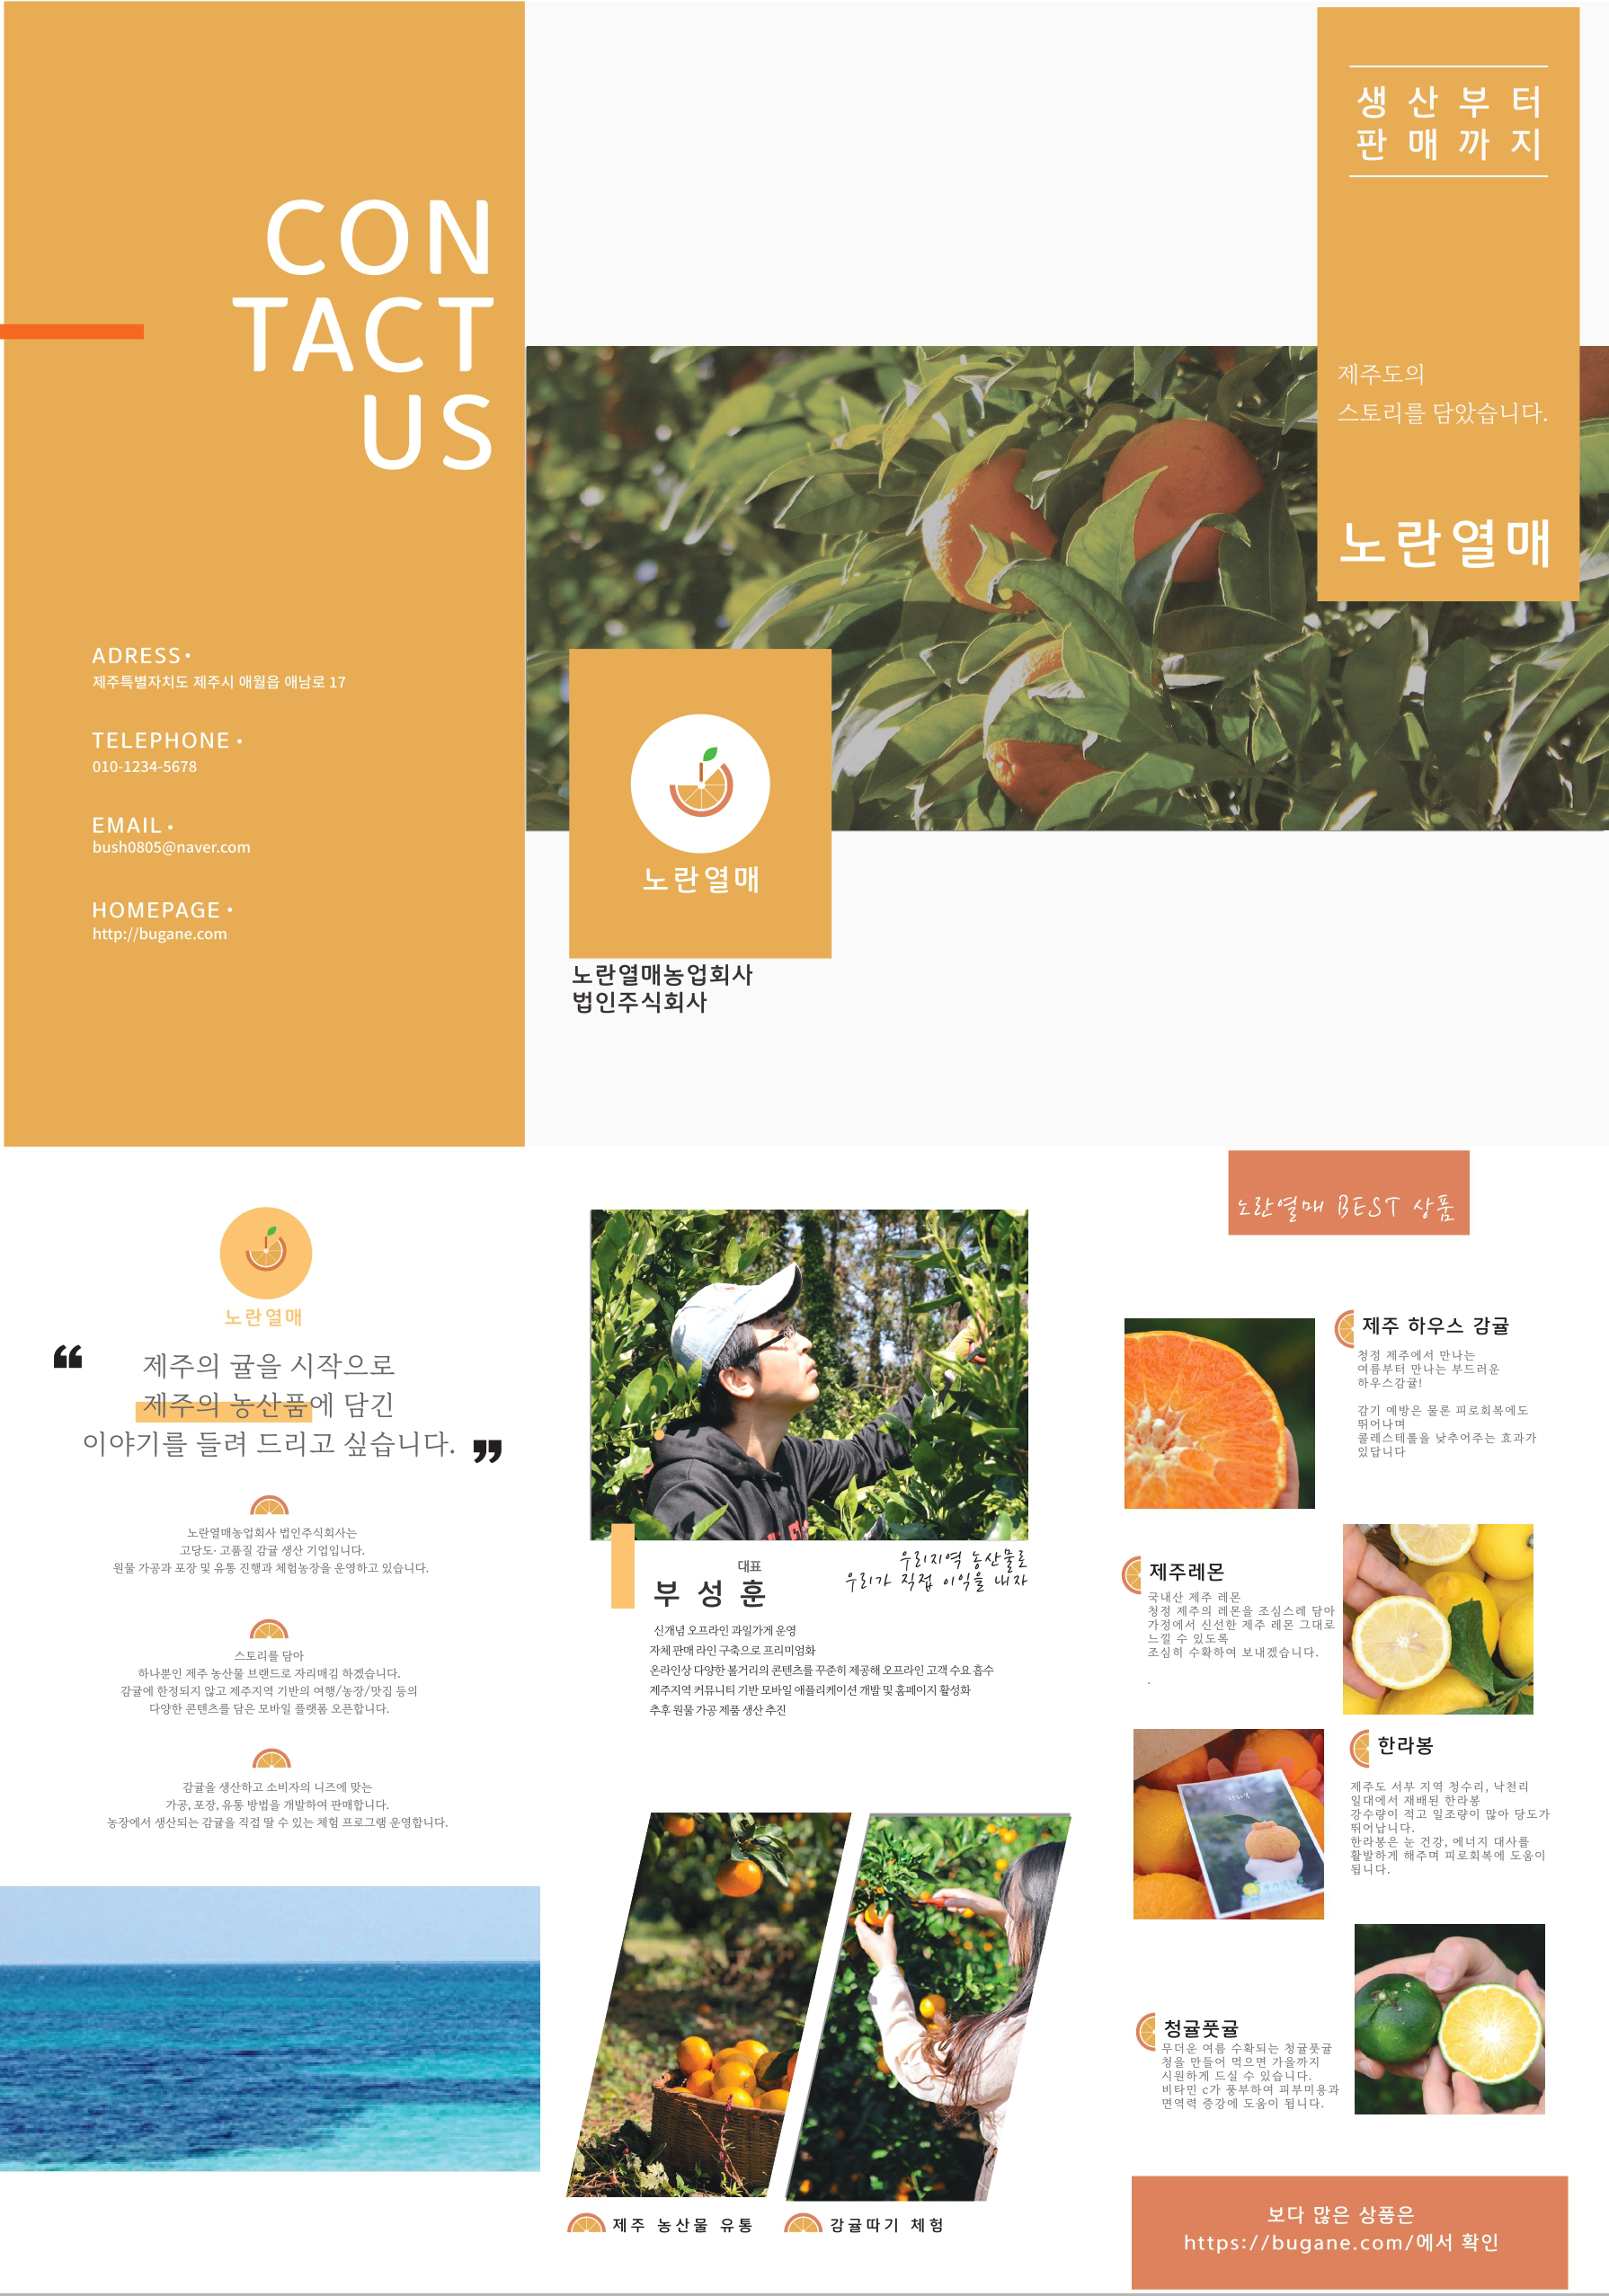 CON
TACT
US
ADRESS•
제주특별자치도 제주시 애월읍 애남로 17
TELEPHONE •
010-1234-5678
EMAIL •
bush0805@naver.com
HOMEPAGE •
http://bugane.com
노란열매
노란열매농업회사
법인주식회사
생산부터
판매까지
제주도의
스토리를 담았습니다.
노란열매
노란열매
“
제주의 귤을 시작으로
제주의 농산품에 담긴
이야기를 들려 드리고 싶습니다.
”
노란열매농업회사 법인주식회사는
고당도· 고품질 감귤 생산 기업입니다.
원물 가공과 포장 및 유통 진행과 체험농장을 운영하고 있습니다.
스토리를 담아
하나뿐인 제주 농산물 브랜드로 자리매김 하겠습니다.
감귤에 한정되지 않고 제주지역 기반의 여행/농장/맛집 등의
다양한 콘텐츠를 담은 모바일 플랫폼 오픈합니다.
감귤을 생산하고 소비자의 니즈에 맞는
가공, 포장, 유통 방법을 개발하여 판매합니다.
농장에서 생산되는 감귤을 직접 딸 수 있는 체험 프로그램 운영합니다.
대표
부 성 훈
우리지역 농산물로
우리가 직접 이익을 내자
신개념 오프라인 과일가게 운영
자체 판매 라인 구축으로 프리미엄화
온라인상 다양한 볼거리의 콘텐츠를 꾸준히 제공해 오프라인 고객 수요 흡수
제주지역 커뮤니티 기반 모바일 애플리케이션 개발 및 홈페이지 활성화
추후 원물 가공 제품 생산 추진
제주 농산물 유통
감귤따기 체험
노란열매 BEST 상품
제주 하우스 감귤
청정 제주에서 만나는
여름부터 만나는 부드러운
하우스감귤!
감기 예방은 물론 피로회복에도
뛰어나며
콜레스테롤을 낮추어주는 효과가
있답니다
제주레몬
국내산 제주 레몬
청정 제주의 레몬을 조심스레 담아
가정에서 신선한 제주 레몬 그대로
느낄 수 있도록
조심히 수확하여 보내겠습니다.
.
한라봉
제주도 서부 지역 청수리, 낙천리
일대에서 재배된 한라봉
강수량이 적고 일조량이 많아 당도가
뛰어납니다.
한라봉은 눈 건강, 에너지 대사를
활발하게 해주며 피로회복에 도움이
됩니다.
청귤풋귤
무더운 여름 수확되는 청귤풋귤
청을 만들어 먹으면 가을까지
시원하게 드실 수 있습니다.
비타민 c가 풍부하여 피부미용과
면역력 증강에 도움이 됩니다.
보다 많은 상품은
https://bugane.com/에서 확인